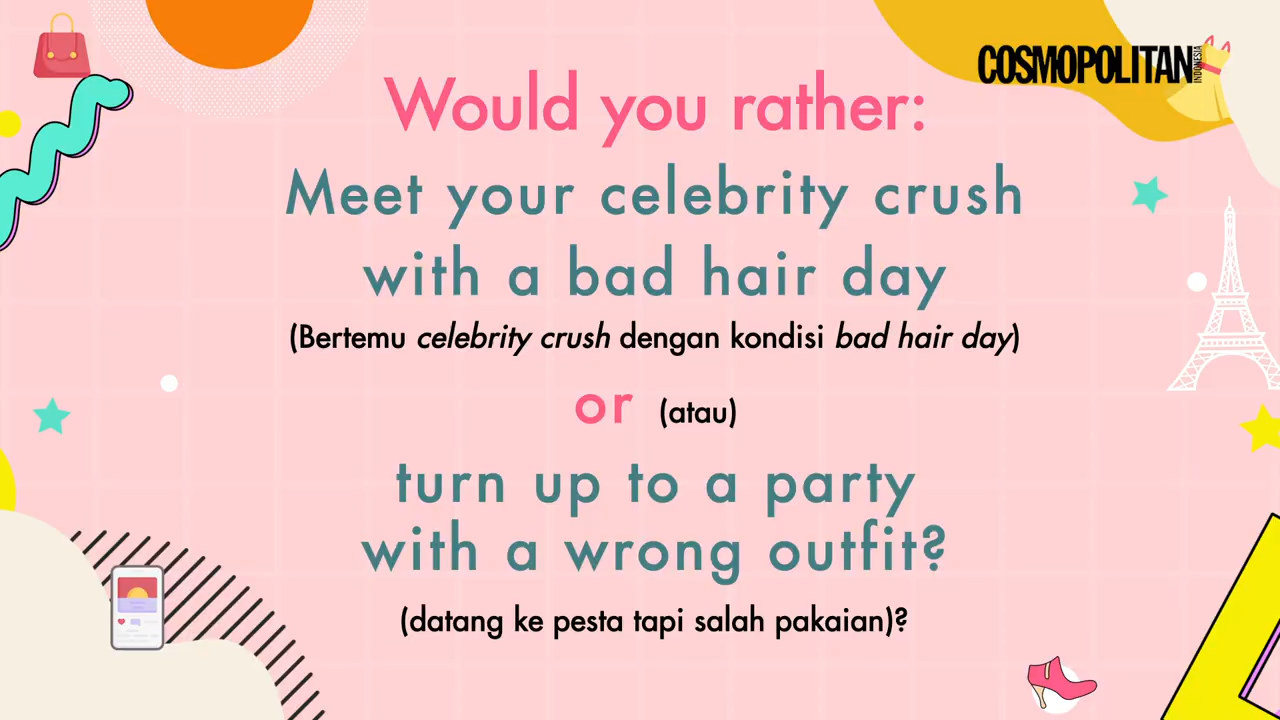 COSMOPOLITAN
INDONESIA
Would you rather:
Meet your celebrity crush
with a bad hair day
(Bertemu celebrity crush dengan kondisi bad hair day)
or (atau)
turn up to a party
with a wrong outfit?
(datang ke pesta tapi salah pakaian)?